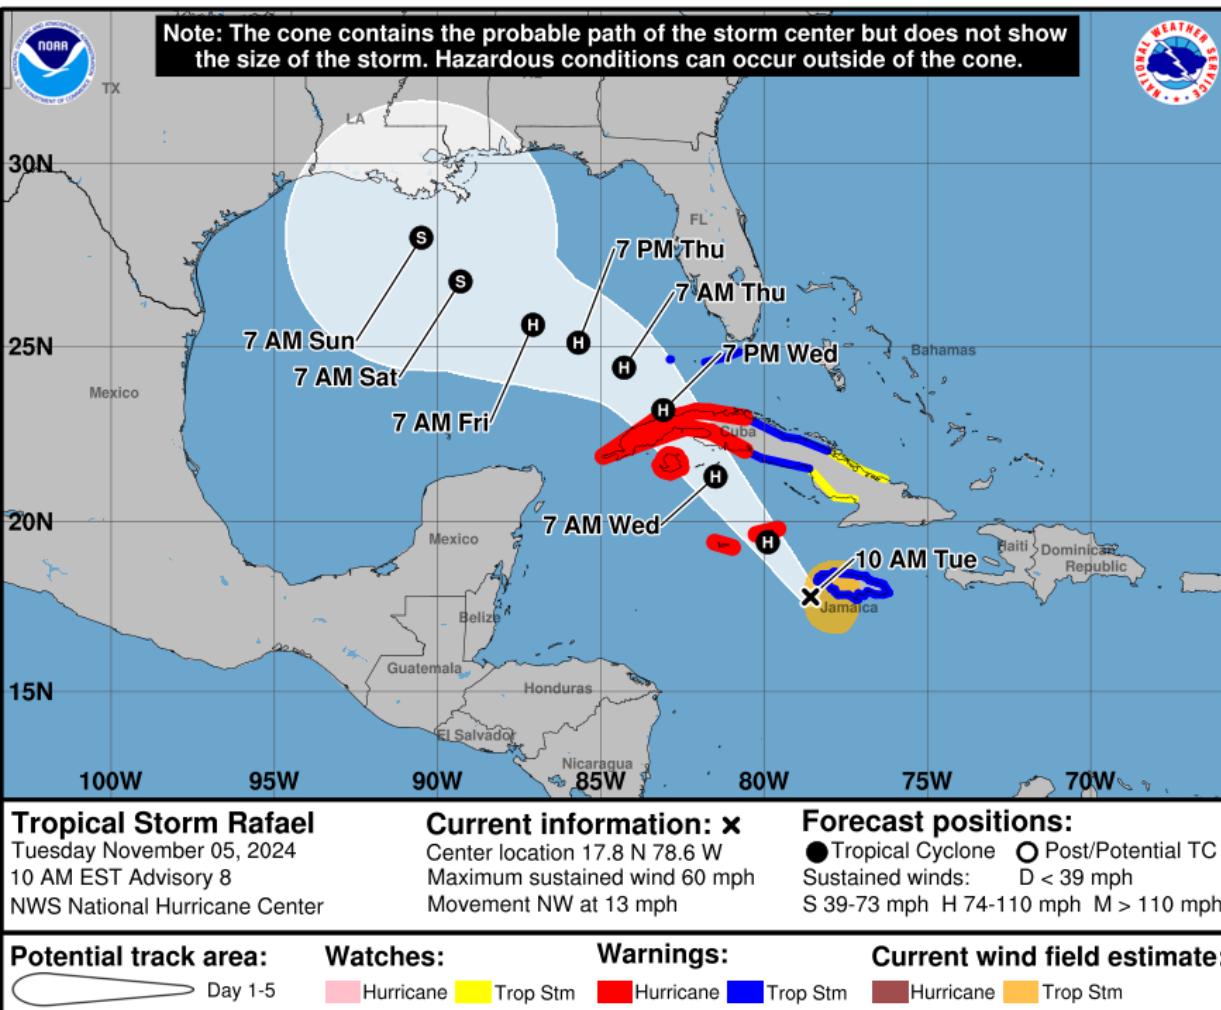 Note: The cone contains the probable path of the storm center but does not show
the size of the storm. Hazardous conditions can occur outside of the cone.
NOAA
NATIONAL WEATHER SERVICE
TX
LA
30N
FL
7 PM Thu
7 AM Thu
7 AM Sun
S
S
H
H
H
25N
7 PM Wed
Bahamas
7 AM Sat
Mexico
7 AM Fri
H
Cuba
H
20N
7 AM Wed
Mexico
H
10 AM Tue
Haiti
Dominican
Republic
Jamaica
Belize
Guatemala
Honduras
15N
El Salvador
Nicaragua
100W 95W 90W 85W 80W 75W 70W
Tropical Storm Rafael
Tuesday November 05, 2024
10 AM EST Advisory 8
NWS National Hurricane Center
Current information: ×
Center location 17.8 N 78.6 W
Maximum sustained wind 60 mph
Movement NW at 13 mph
Forecast positions:
Tropical Cyclone Post/Potential TC
Sustained winds: D < 39 mph
S 39-73 mph H 74-110 mph M > 110 mph
Potential track area:
Day 1-5
Watches:
Hurricane Trop Stm
Warnings:
Hurricane Trop Stm
Current wind field estimate:
Hurricane Trop Stm